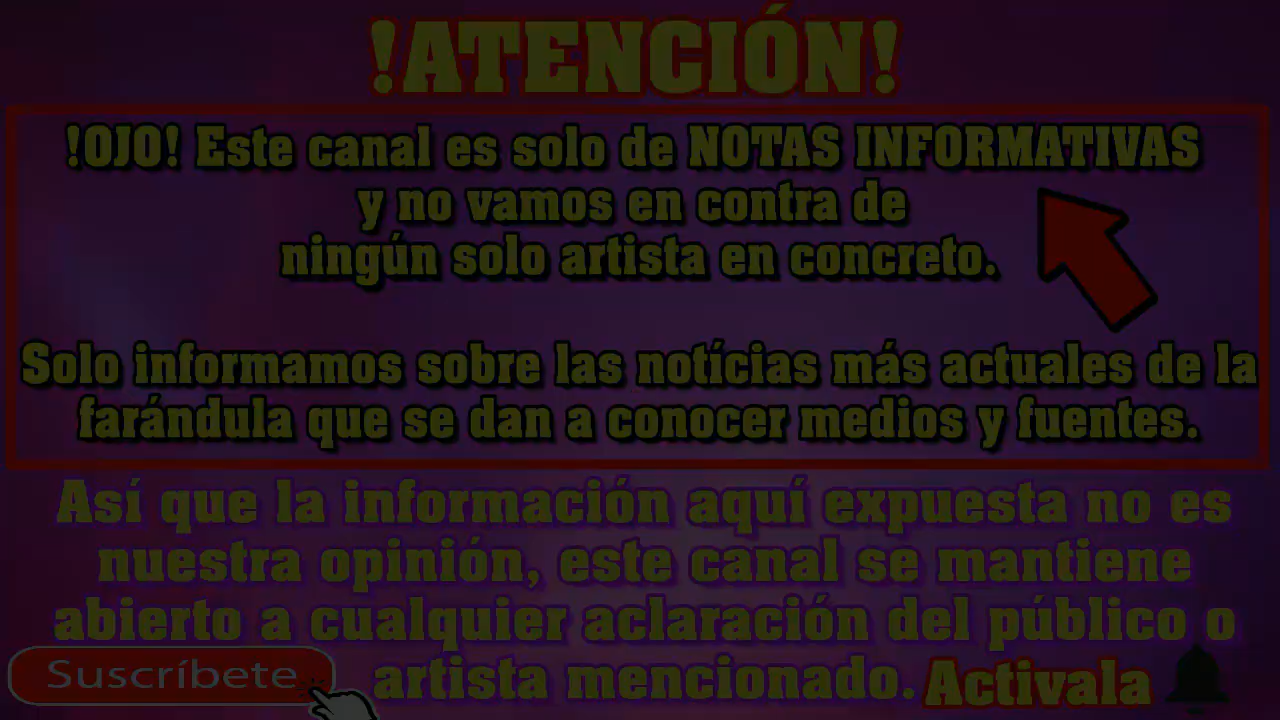 !ATENCIÓN!
!OJO! Este canal es solo de NOTAS INFORMATIVAS
y no vamos en contra de
ningún solo artista en concreto.
Solo informamos sobre las notícias más actuales de la
farándula que se dan a conocer medios y fuentes.
Así que la información aquí expuesta no es
nuestra opinión, este canal se mantiene
abierto a cualquier aclaración del público o
artista mencionado. Activala
Suscríbete